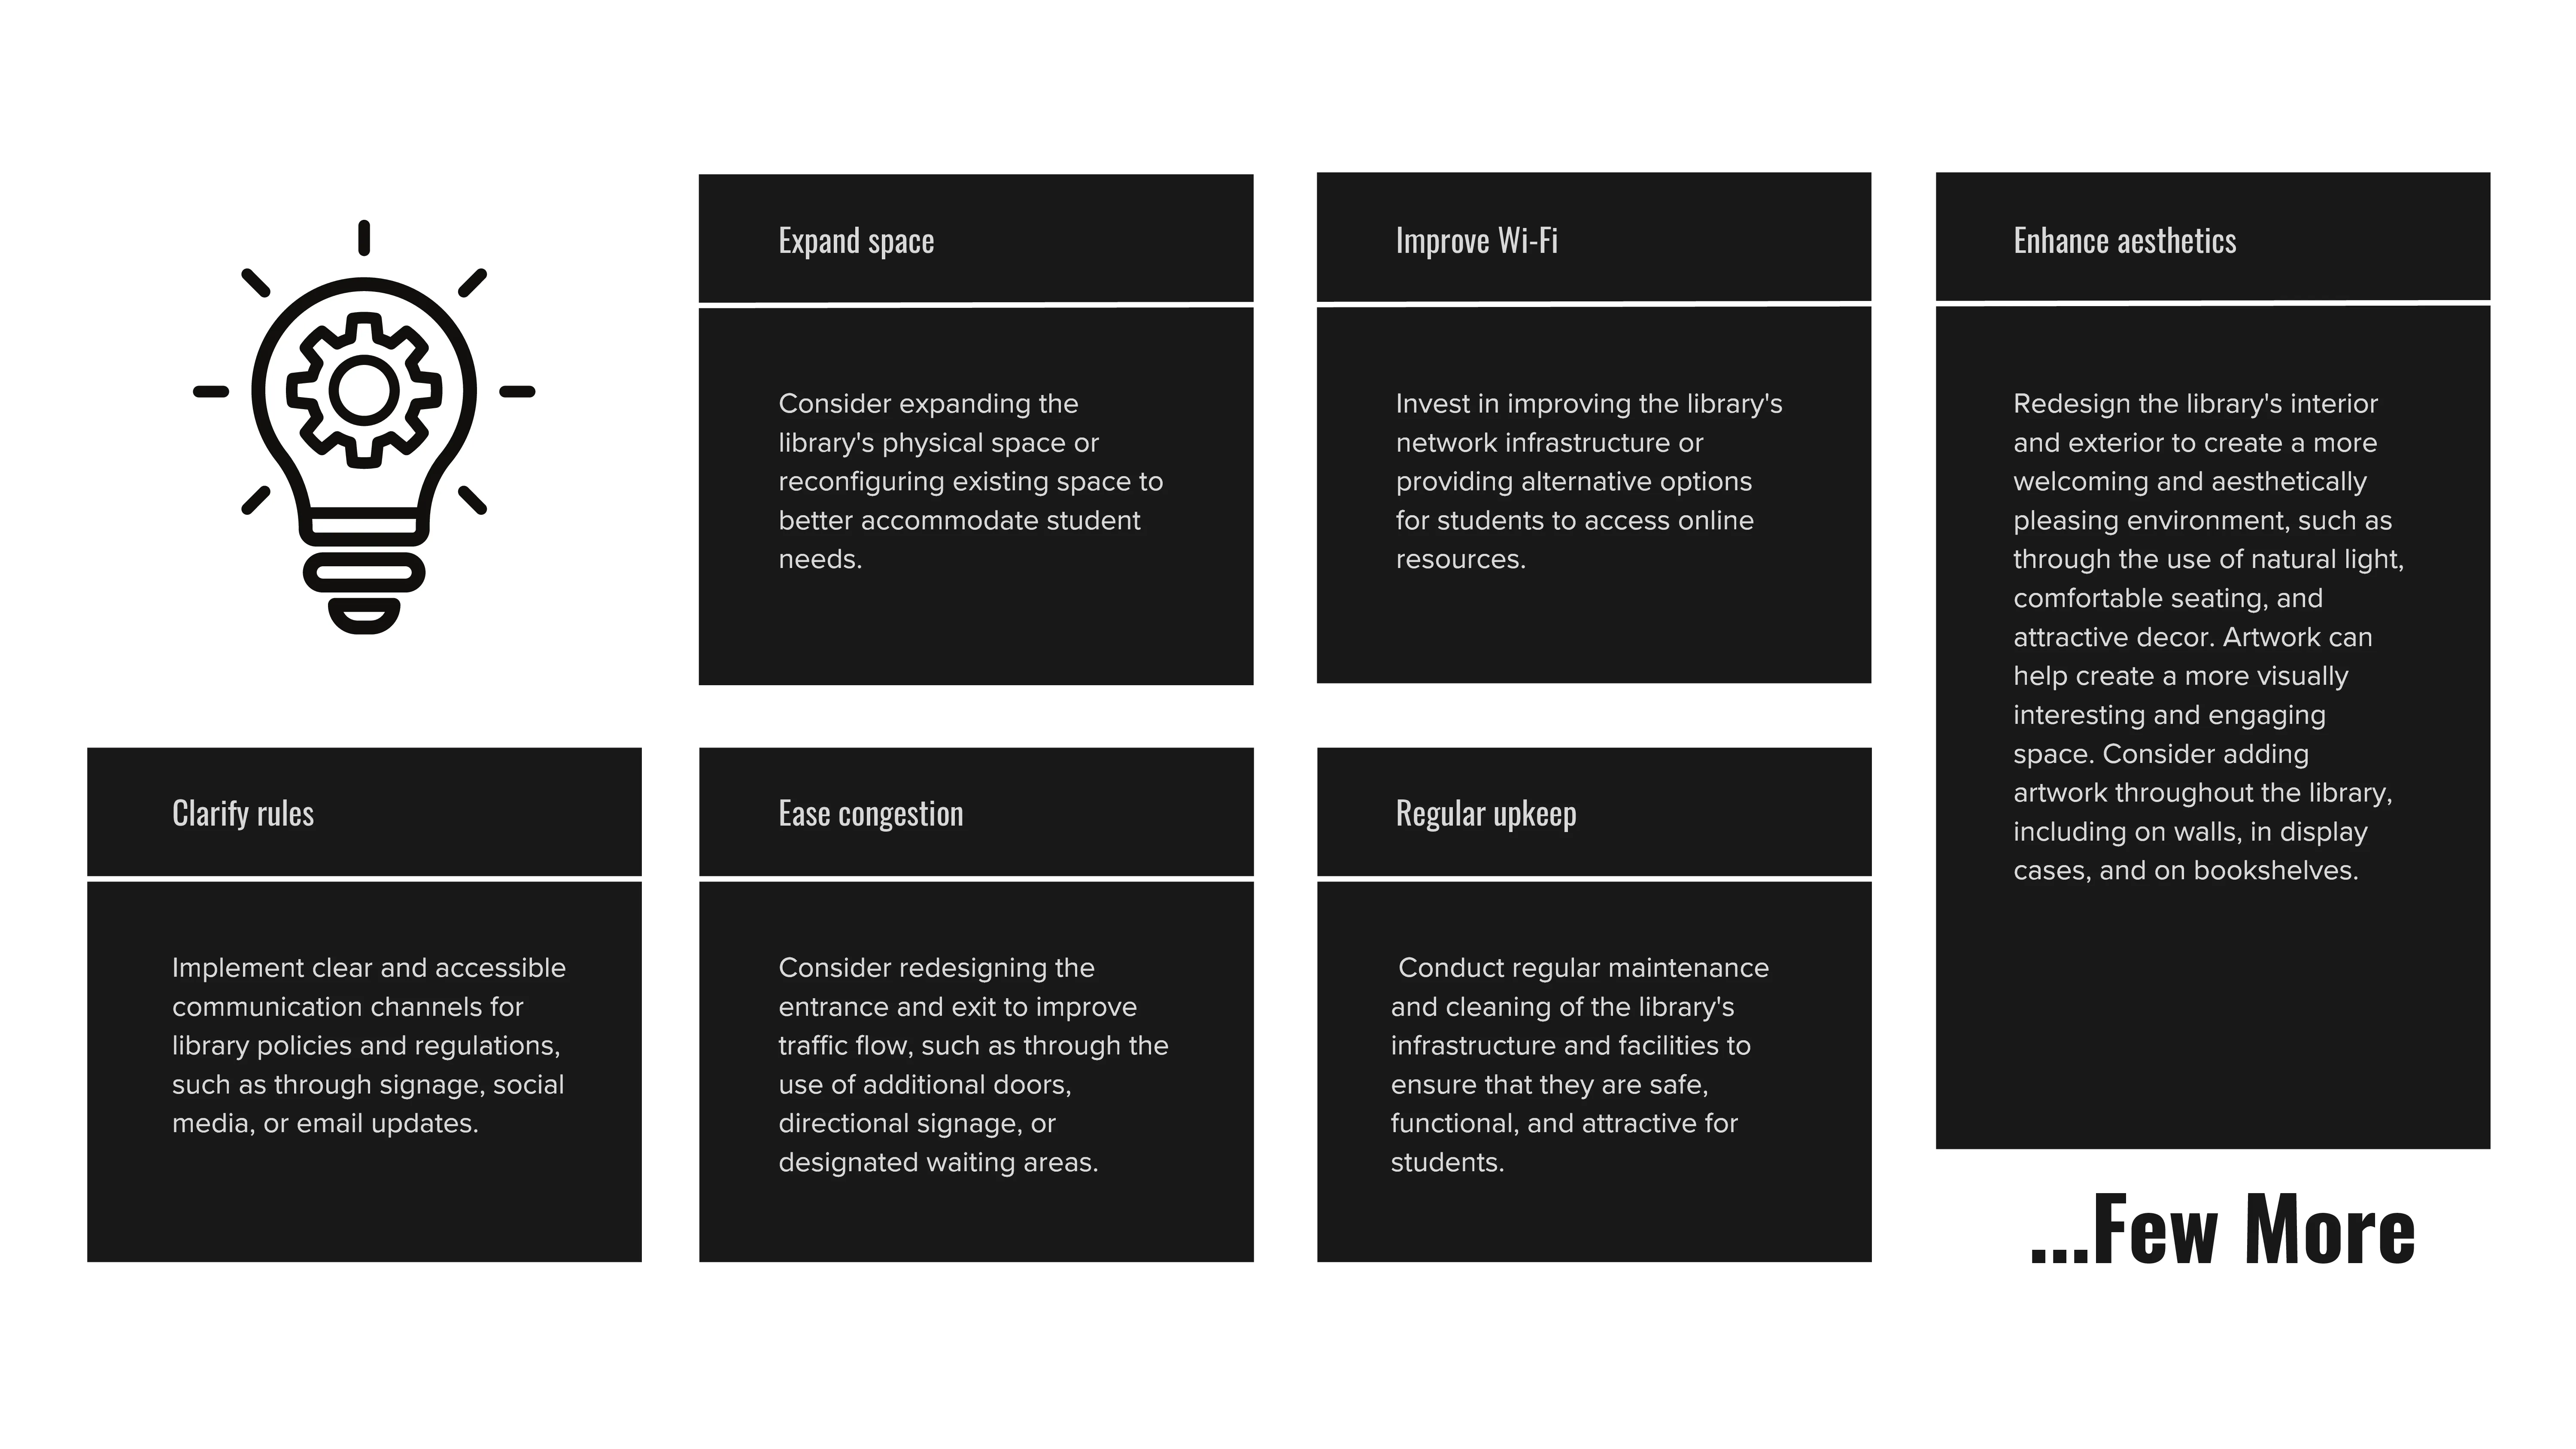 Expand space
Consider expanding the
library's physical space or
reconfiguring existing space to
better accommodate student
needs.
Improve Wi-Fi
Invest in improving the library's
network infrastructure or
providing alternative options
for students to access online
resources.
Enhance aesthetics
Redesign the library's interior
and exterior to create a more
welcoming and aesthetically
pleasing environment, such as
through the use of natural light,
comfortable seating, and
attractive decor. Artwork can
help create a more visually
interesting and engaging
space. Consider adding
artwork throughout the library,
including on walls, in display
cases, and on bookshelves.
Clarify rules
Implement clear and accessible
communication channels for
library policies and regulations,
such as through signage, social
media, or email updates.
Ease congestion
Consider redesigning the
entrance and exit to improve
traffic flow, such as through the
use of additional doors,
directional signage, or
designated waiting areas.
Regular upkeep
Conduct regular maintenance
and cleaning of the library's
infrastructure and facilities to
ensure that they are safe,
functional, and attractive for
students.
...Few More